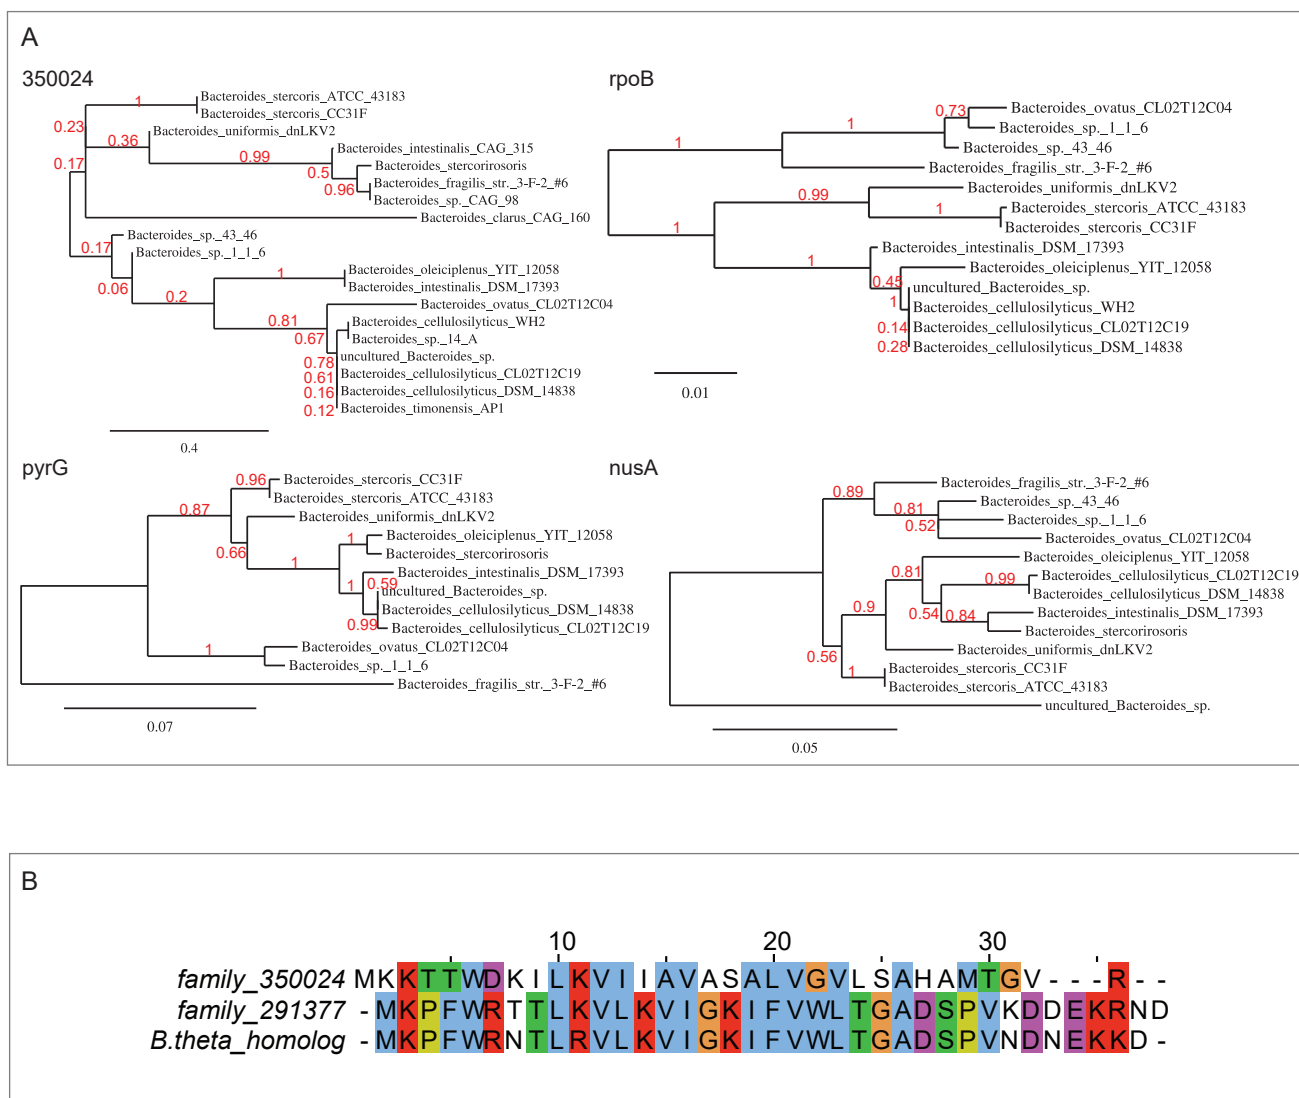 A
350024
1
Bacteroides_stercoris_ATCC_43183
Bacteroides_stercoris_CC31F
0.23
Bacteroides_uniformis_dnLKV2
0.36
Bacteroides_intestinalis_CAG_315
0.99
0.17
Bacteroides_stercorirosoris
0.5
Bacteroides_fragilis_str._3-F-2_#6
0.96
Bacteroides_sp._CAG_98
Bacteroides_clarus_CAG_160
Bacteroides_sp._43_46
0.17
Bacteroides_sp._1_1_6
0.06
1
Bacteroides_oleiciplenus_YIT_12058
Bacteroides_intestinalis_DSM_17393
0.2
Bacteroides_ovatus_CL02T12C04
0.81
Bacteroides_cellulosilyticus_WH2
0.67
Bacteroides_sp._14_A
uncultured_Bacteroides_sp.
0.78
Bacteroides_cellulosilyticus_CL02T12C19
0.61
Bacteroides_cellulosilyticus_DSM_14838
0.16
Bacteroides_timonensis_AP1
0.12
0.4
rpoB
0.73
Bacteroides_ovatus_CL02T12C04
1
Bacteroides_sp._1_1_6
1
Bacteroides_sp._43_46
Bacteroides_fragilis_str._3-F-2_#6
Bacteroides_uniformis_dnLKV2
0.99
Bacteroides_stercoris_ATCC_43183
1
1
Bacteroides_stercoris_CC31F
Bacteroides_intestinalis_DSM_17393
1
Bacteroides_oleiciplenus_YIT_12058
0.45
uncultured_Bacteroides_sp.
1
Bacteroides_cellulosilyticus_WH2
0.14
Bacteroides_cellulosilyticus_CL02T12C19
0.28
Bacteroides_cellulosilyticus_DSM_14838
0.01
pyrG
0.96
Bacteroides_stercoris_CC31F
Bacteroides_stercoris_ATCC_43183
0.87
Bacteroides_uniformis_dnLKV2
1
Bacteroides_oleiciplenus_YIT_12058
0.66
Bacteroides_stercorirosoris
1
Bacteroides_intestinalis_DSM_17393
1
0.59
uncultured_Bacteroides_sp.
Bacteroides_cellulosilyticus_DSM_14838
0.99
Bacteroides_cellulosilyticus_CL02T12C19
1
Bacteroides_ovatus_CL02T12C04
Bacteroides_sp._1_1_6
Bacteroides_fragilis_str._3-F-2_#6
0.07
nusA
Bacteroides_fragilis_str._3-F-2_#6
0.89
Bacteroides_sp._43_46
0.81
Bacteroides_sp._1_1_6
0.52
Bacteroides_ovatus_CL02T12C04
Bacteroides_oleiciplenus_YIT_12058
0.81
Bacteroides_cellulosilyticus_CL02T12C19
0.99
Bacteroides_cellulosilyticus_DSM_14838
0.9
0.54
0.84
Bacteroides_intestinalis_DSM_17393
Bacteroides_stercorirosoris
Bacteroides_uniformis_dnLKV2
0.56
Bacteroides_stercoris_CC31F
1
Bacteroides_stercoris_ATCC_43183
uncultured_Bacteroides_sp.
0.05
B
10 20 30
family_350024 MKKTTWDKILKVIIAVASALVGVLSAHAMTGV---R--
family_291377 -MKPFWRTTLKVLKVIGKIFVWLTGADSPVKDDEKRND
B.theta_homolog -MKPFWRNTLRVLKVIGKIFVWLTGADSPVNDNEKKD-